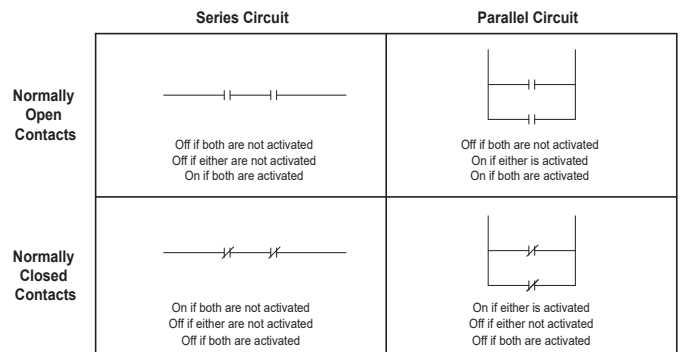 Series Circuit
Parallel Circuit
Normally
Open
Contacts
Off if both are not activated
Off if either are not activated
On if both are activated
Off if both are not activated
On if either is activated
On if both are activated
Normally
Closed
Contacts
On if both are not activated
Off if either are not activated
Off if both are activated
On if either is activated
Off if either not activated
Off if both are activated